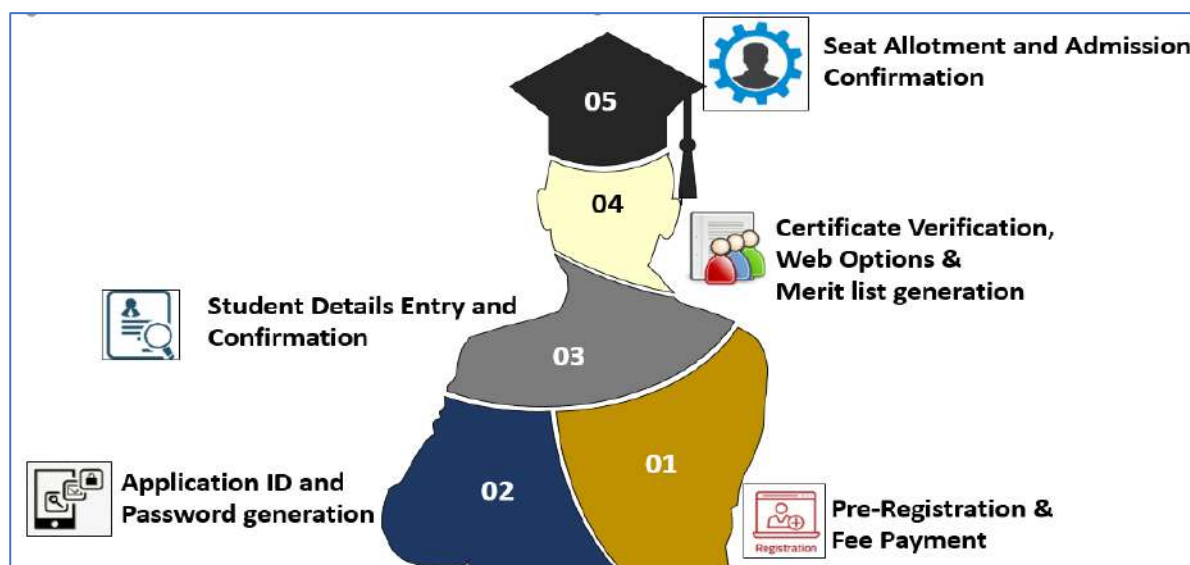 05
Seat Allotment and Admission
Confirmation
04
Certificate Verification,
Web Options &
Merit list generation
Student Details Entry and
Confirmation
03
01
Application ID and
Password generation
02
Pre-Registration &
Fee Payment
Registration